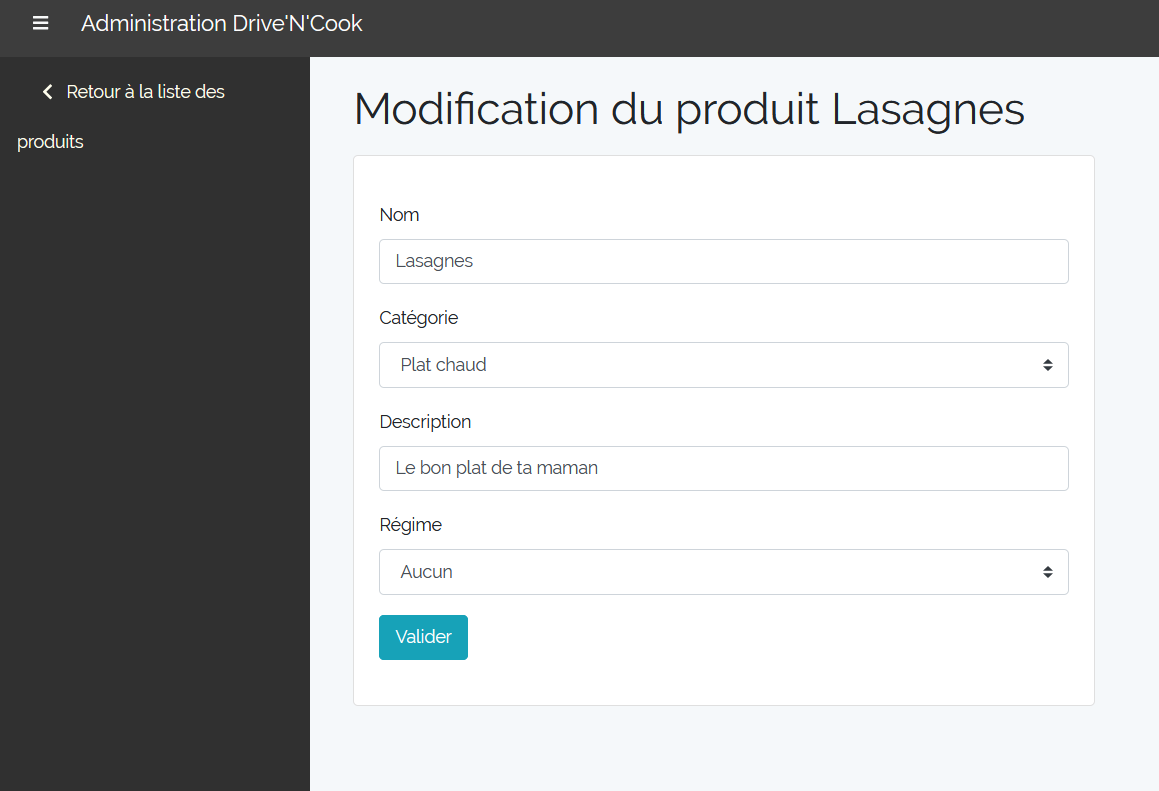 Administration Drive'N'Cook
Retour à la liste des
produits
Modification du produit Lasagnes
Nom
Lasagnes
Catégorie
Plat chaud
Description
Le bon plat de ta maman
Régime
Aucun
Valider